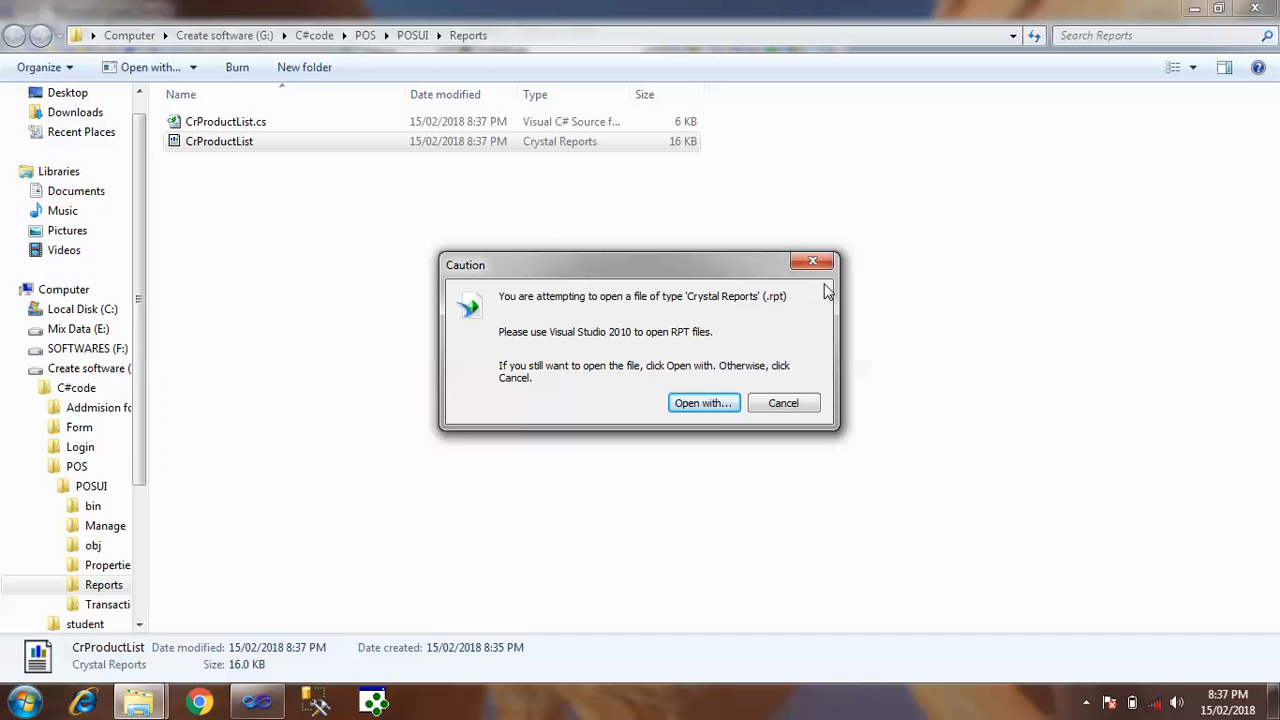 Computer Create software (G:) C#code POS POSUI Reports Search Reports
Organize Open with... Burn New folder
Name Date modified Type Size
Desktop
Downloads
Recent Places
Libraries
Documents
Music
Pictures
Videos
Computer
Local Disk (C:)
Mix Data (E:)
SOFTWARES (F:)
Create software (
C#code
Addmision fo
Form
Login
POS
POSUI
bin
Manage
obj
Propertie
Reports
Transacti
student
CrProductList.cs 15/02/2018 8:37 PM Visual C# Source f... 6 KB
CrProductList 15/02/2018 8:37 PM Crystal Reports 16 KB
Caution
You are attempting to open a file of type 'Crystal Reports' (.rpt)
Please use Visual Studio 2010 to open RPT files.
If you still want to open the file, click Open with. Otherwise, click
Cancel.
Open with... Cancel
CrProductList Date modified: 15/02/2018 8:37 PM Date created: 15/02/2018 8:35 PM
Crystal Reports Size: 16.0 KB
8:37 PM
15/02/2018